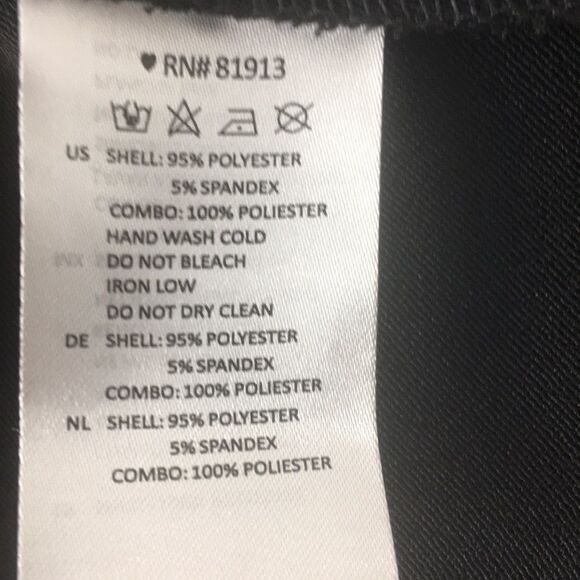 ♥ RN# 81913
US SHELL: 95% POLYESTER
5% SPANDEX
COMBO: 100% POLIESTER
HAND WASH COLD
DO NOT BLEACH
IRON LOW
DO NOT DRY CLEAN
DE SHELL: 95% POLYESTER
5% SPANDEX
COMBO: 100% POLIESTER
NL SHELL: 95% POLYESTER
5% SPANDEX
COMBO: 100% POLIESTER